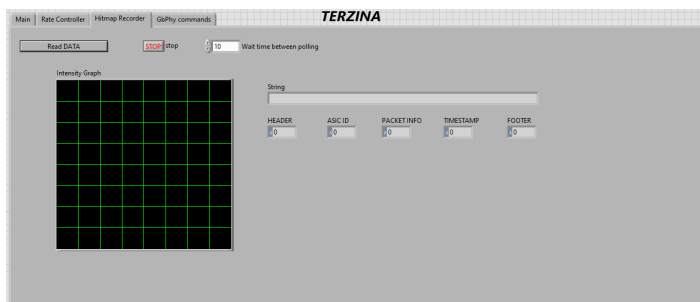 TERZINA
Main Rate Controller Hitmap Recorder GbPhy commands
Read DATA STOP stop 10 Wait time between polling
Intensity Graph
String
HEADER ASIC ID PACKET INFO TIMESTAMP FOOTER
0 0 0 0 0